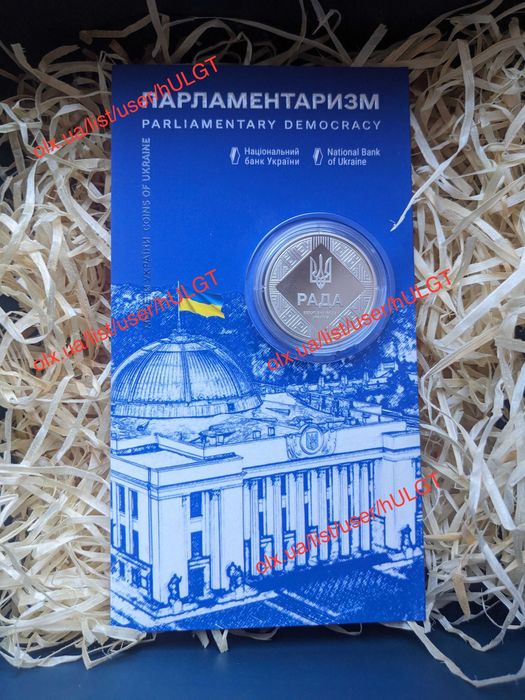 ПАРЛАМЕНТАРИЗМ
PARLIAMENTARY DEMOCRACY
Національний
банк України
National Bank
of Ukraine
УКРАЇНИ COINS OF UKRAINE
РАДА
olx.ua/list/user/hULGT
olx.ua/list/user/hULGT
olx.ua/list/user/hULGT
olx.ua/list/user/hULGT